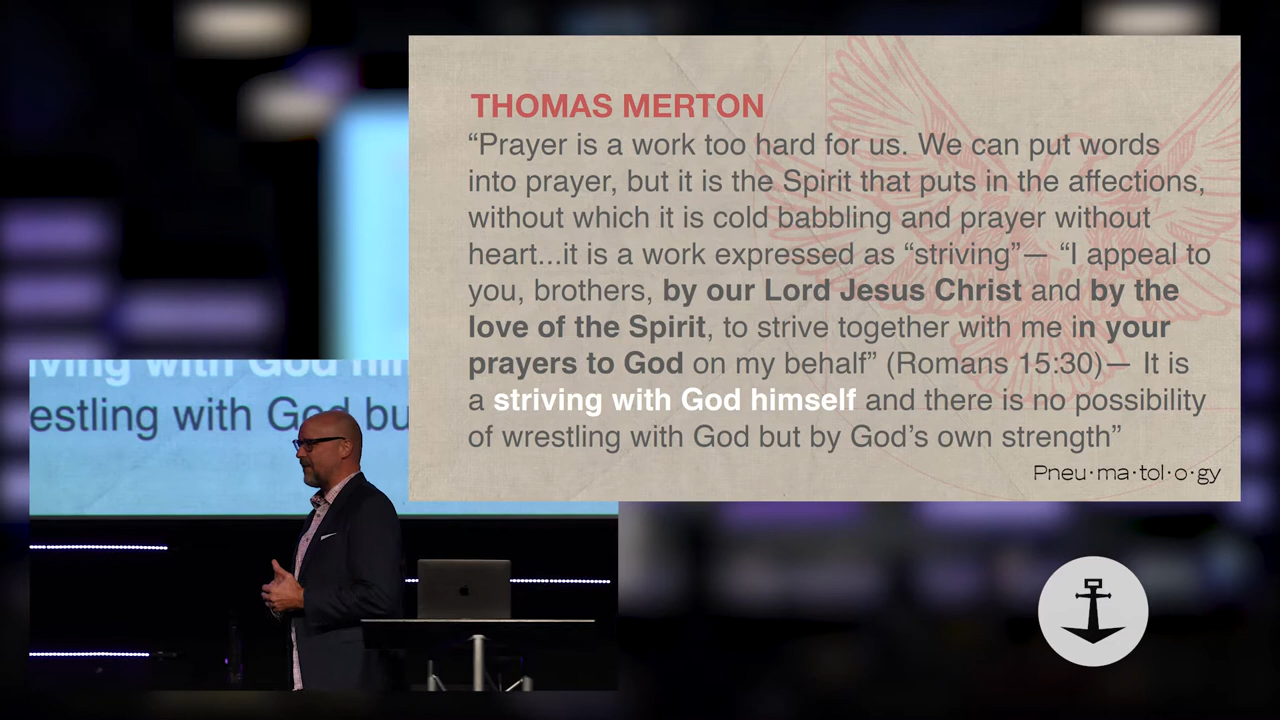 THOMAS MERTON
“Prayer is a work too hard for us. We can put words
into prayer, but it is the Spirit that puts in the affections,
without which it is cold babbling and prayer without
heart...it is a work expressed as “striving”— “I appeal to
you, brothers, by our Lord Jesus Christ and by the
love of the Spirit, to strive together with me in your
prayers to God on my behalf” (Romans 15:30)— It is
a striving with God himself and there is no possibility
of wrestling with God but by God’s own strength”
Pneu·ma·tol·o·gy
iving with God him
estling with God bu